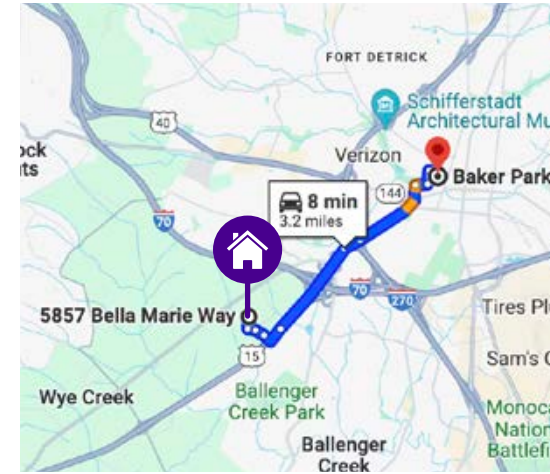 FORT DETRICK
Schifferstadt
Architectural Mu
40
ock
ts
Verizon
144
Baker Park
8 min
3.2 miles
70
70
270
5857 Bella Marie Way
Tires Pl
15
Sam's C
Wye Creek
Ballenger
Creek Park
Monoca
Nation
Battlefi
Ballenger
Creek